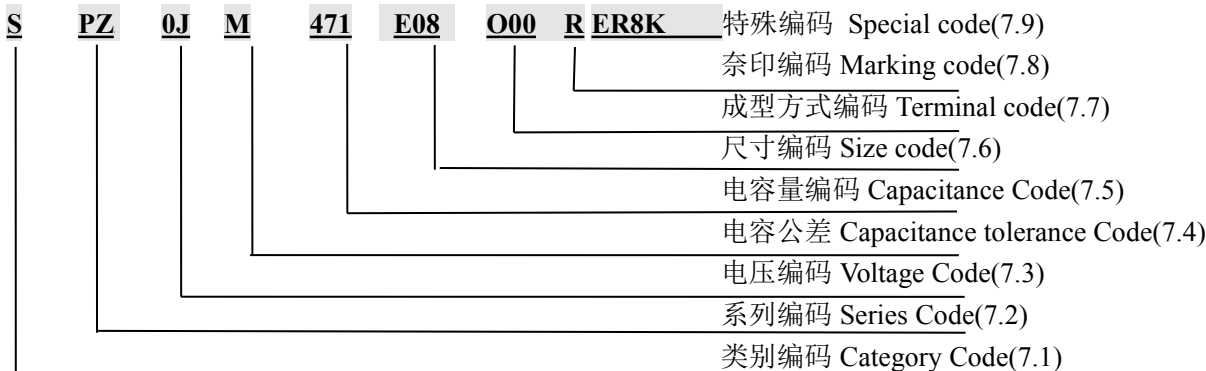 S PZ 0J M 471 E08 O00 R ER8K 特殊编码 Special code(7.9)
奈印编码 Marking code(7.8)
成型方式编码 Terminal code(7.7)
尺寸编码 Size code(7.6)
电容量编码 Capacitance Code(7.5)
电容公差 Capacitance tolerance Code(7.4)
电压编码 Voltage Code(7.3)
系列编码 Series Code(7.2)
类别编码 Category Code(7.1)